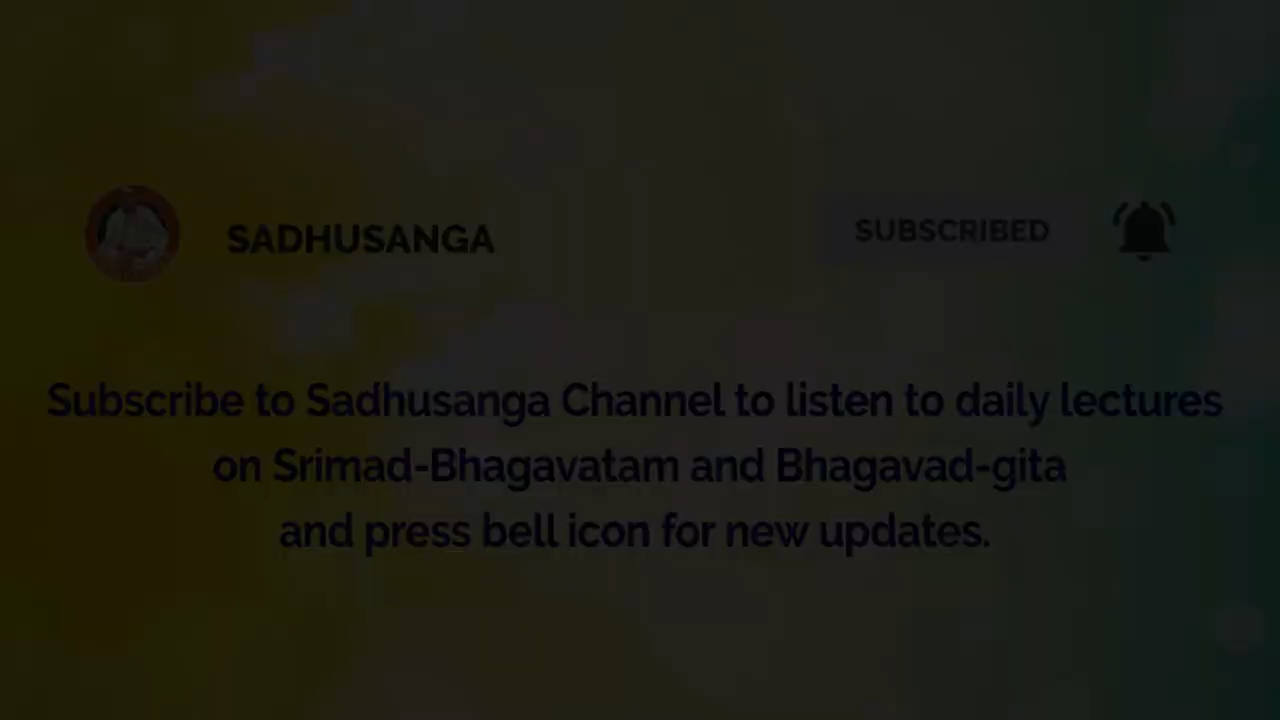 SADHUSANGA
SUBSCRIBED
Subscribe to Sadhusanga Channel to listen to daily lectures
on Srimad-Bhagavatam and Bhagavad-gita
and press bell icon for new updates.